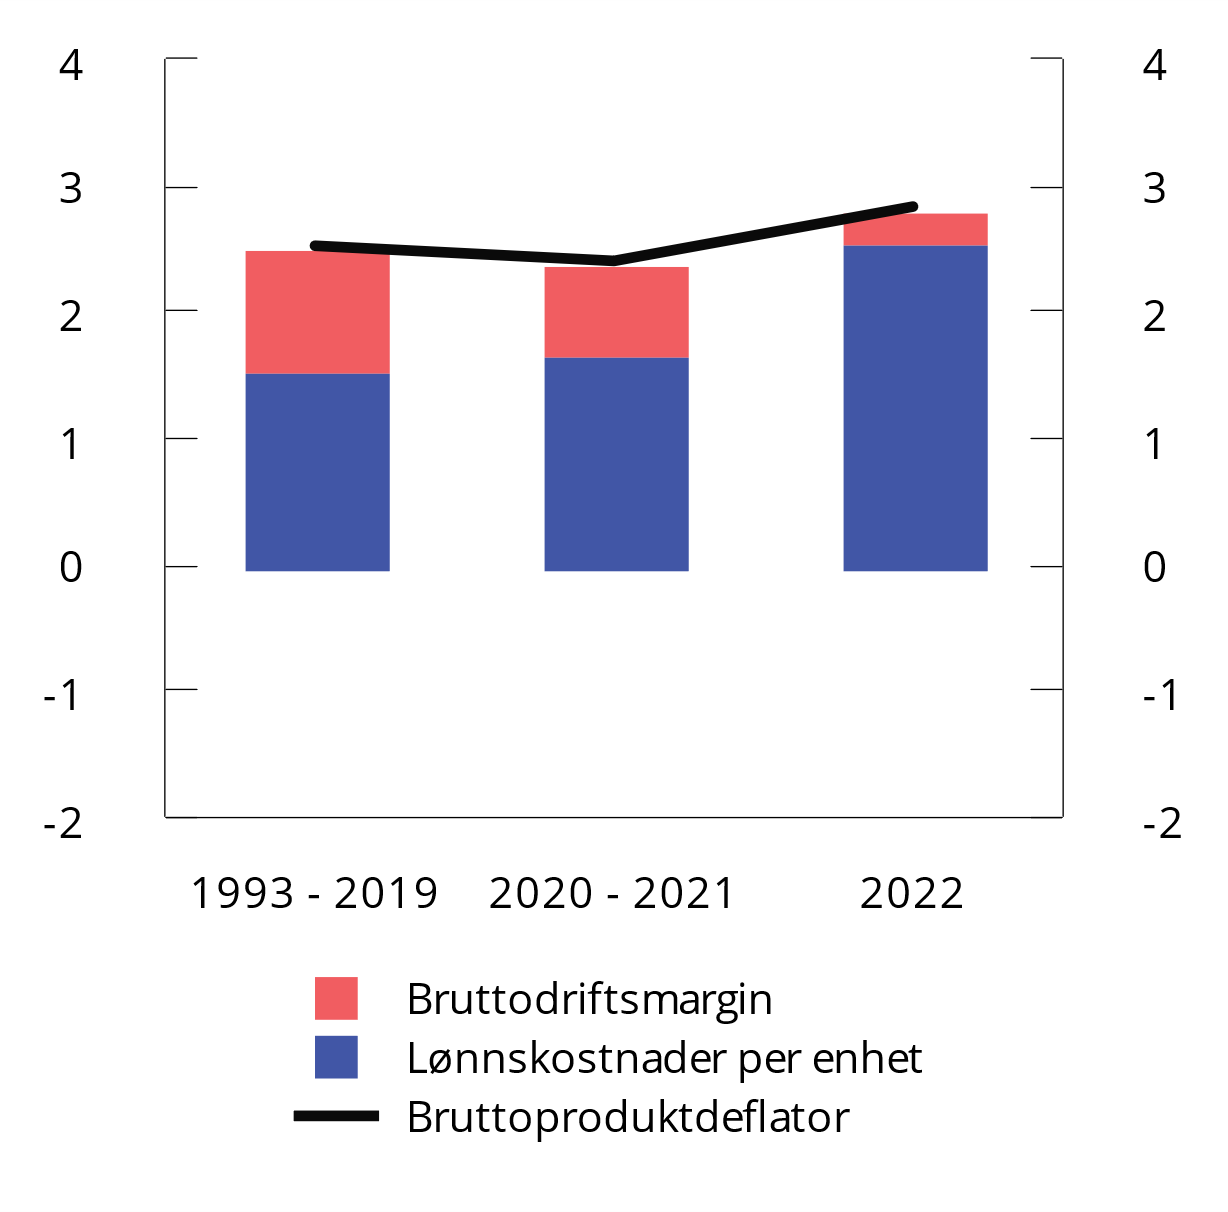 4 4
3 3
2 2
1 1
0 0
-1 -1
-2 -2
1993 - 2019 2020 - 2021 2022
Bruttodriftsmargin
Lønnskostnader per enhet
Bruttoproduktdeflator